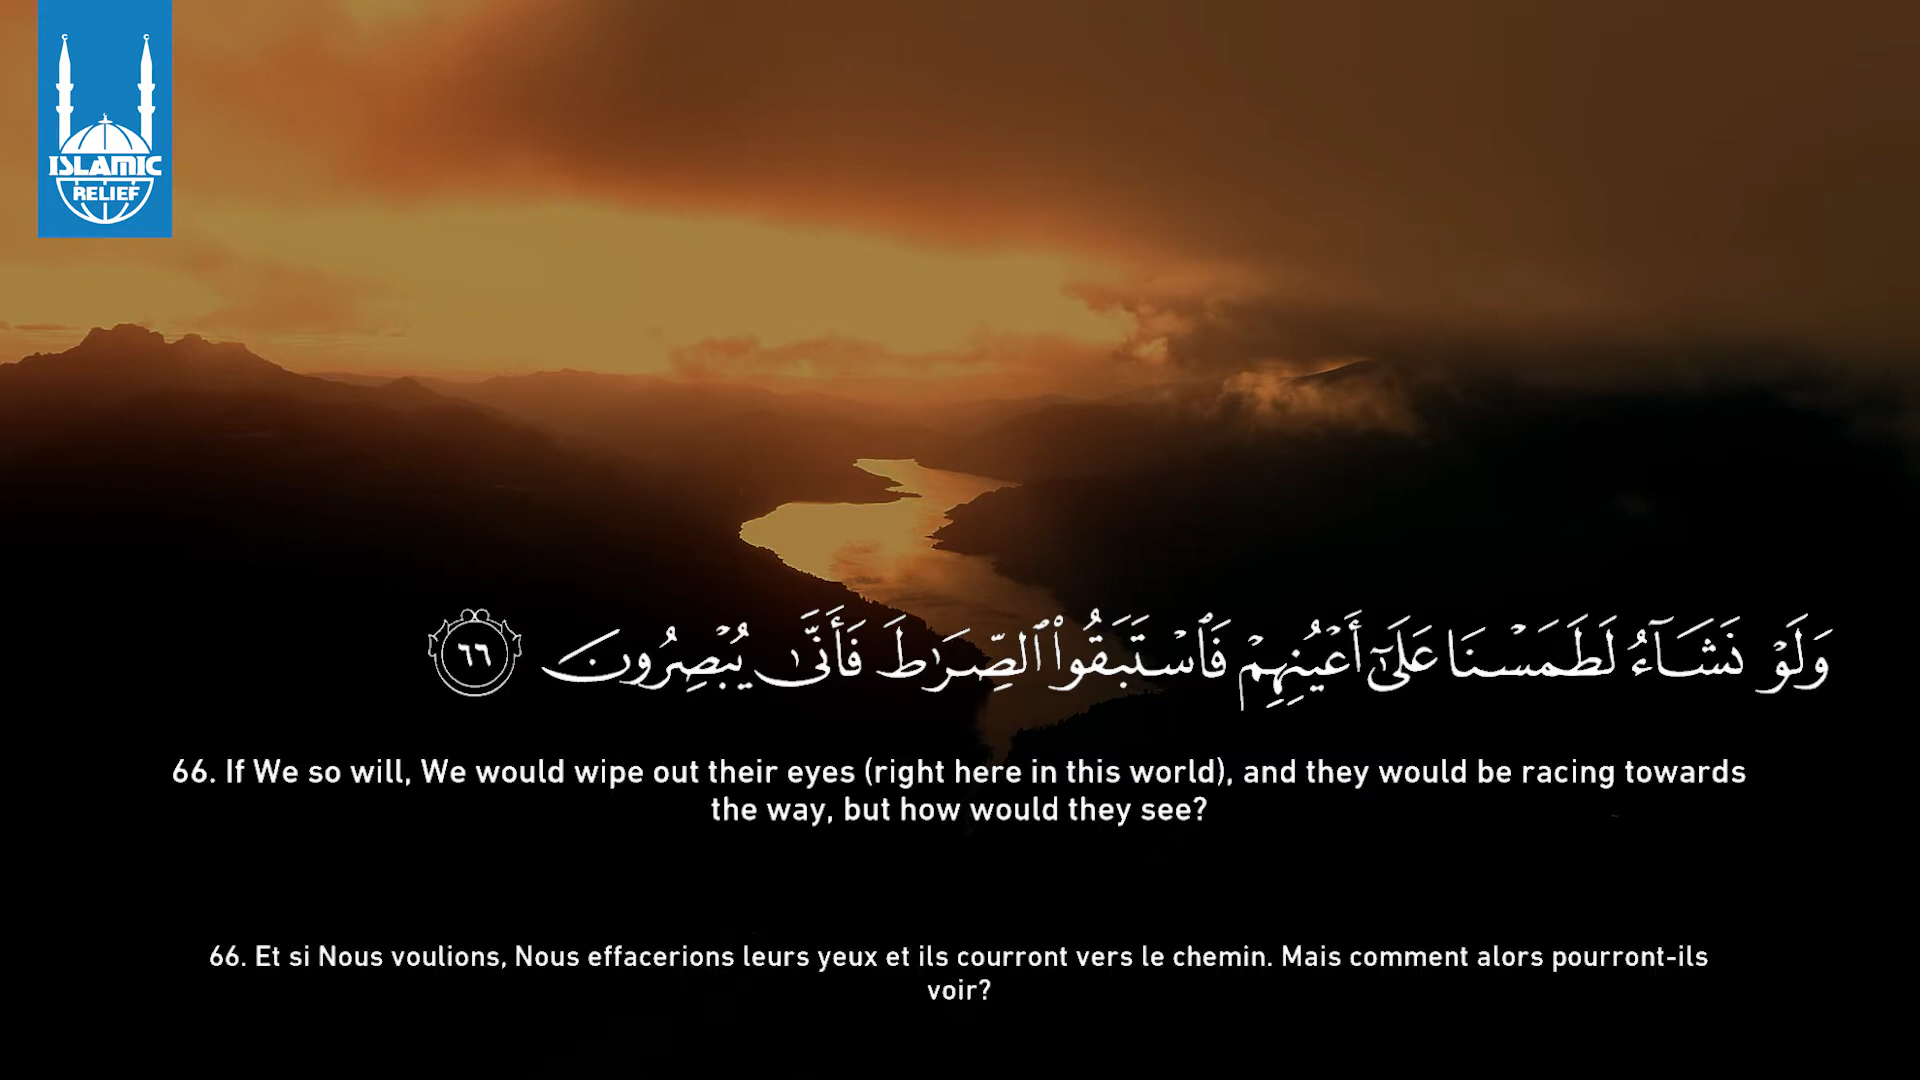 ISLAMIC
RELIEF
وَلَوْ نَشَآءُ لَطَمَسْنَا عَلَىٰٓ أَعْيُنِهِمْ فَٱسْتَبَقُوا۟ ٱلصِّرَٰطَ فَأَنَّىٰ يُبْصِرُونَ ٦٦
66. If We so will, We would wipe out their eyes (right here in this world), and they would be racing towards
the way, but how would they see?
66. Et si Nous voulions, Nous effacerions leurs yeux et ils courront vers le chemin. Mais comment alors pourront-ils
voir?